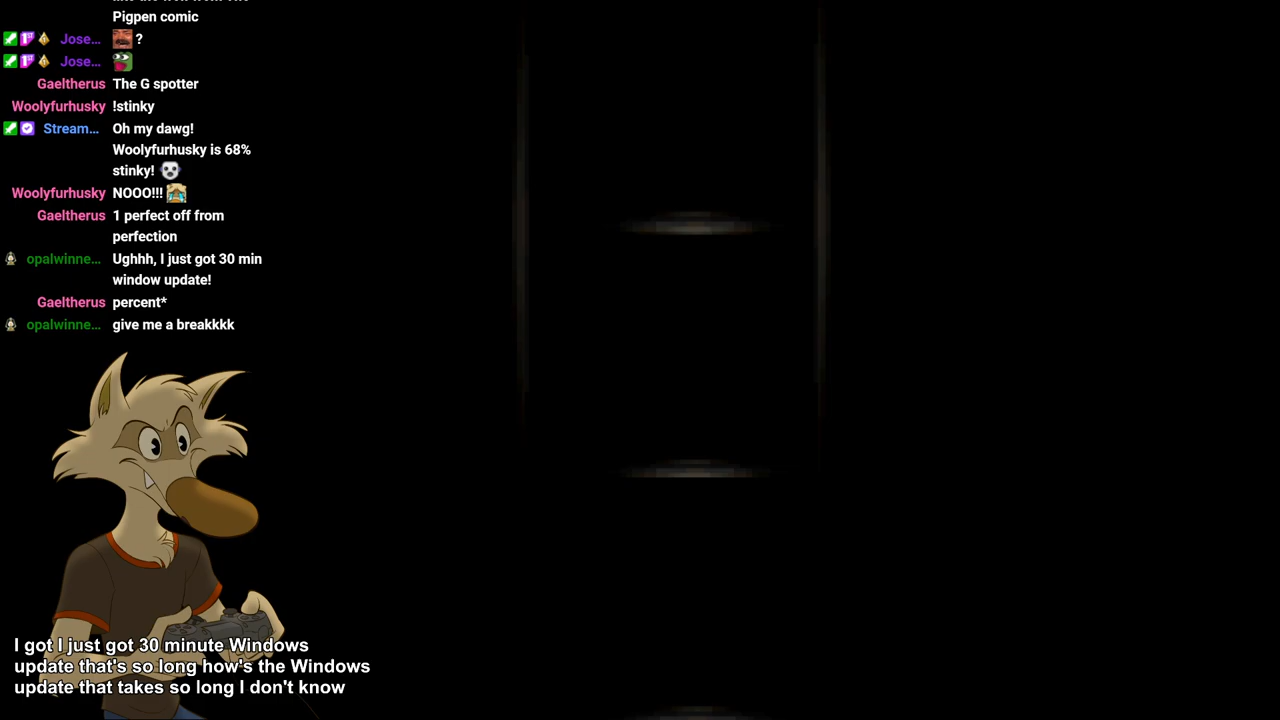 Pigpen comic
Jose... ?
Jose...
Gaeltherus The G spotter
Woolyfurhusky !stinky
Stream... Oh my dawg!
Woolyfurhusky is 68%
stinky!
Woolyfurhusky NOOO!!!
Gaeltherus 1 perfect off from
perfection
opalwinne... Ughhh, I just got 30 min
window update!
Gaeltherus percent*
opalwinne... give me a breakkkk
I got I just got 30 minute Windows
update that's so long how's the Windows
update that takes so long I don't know